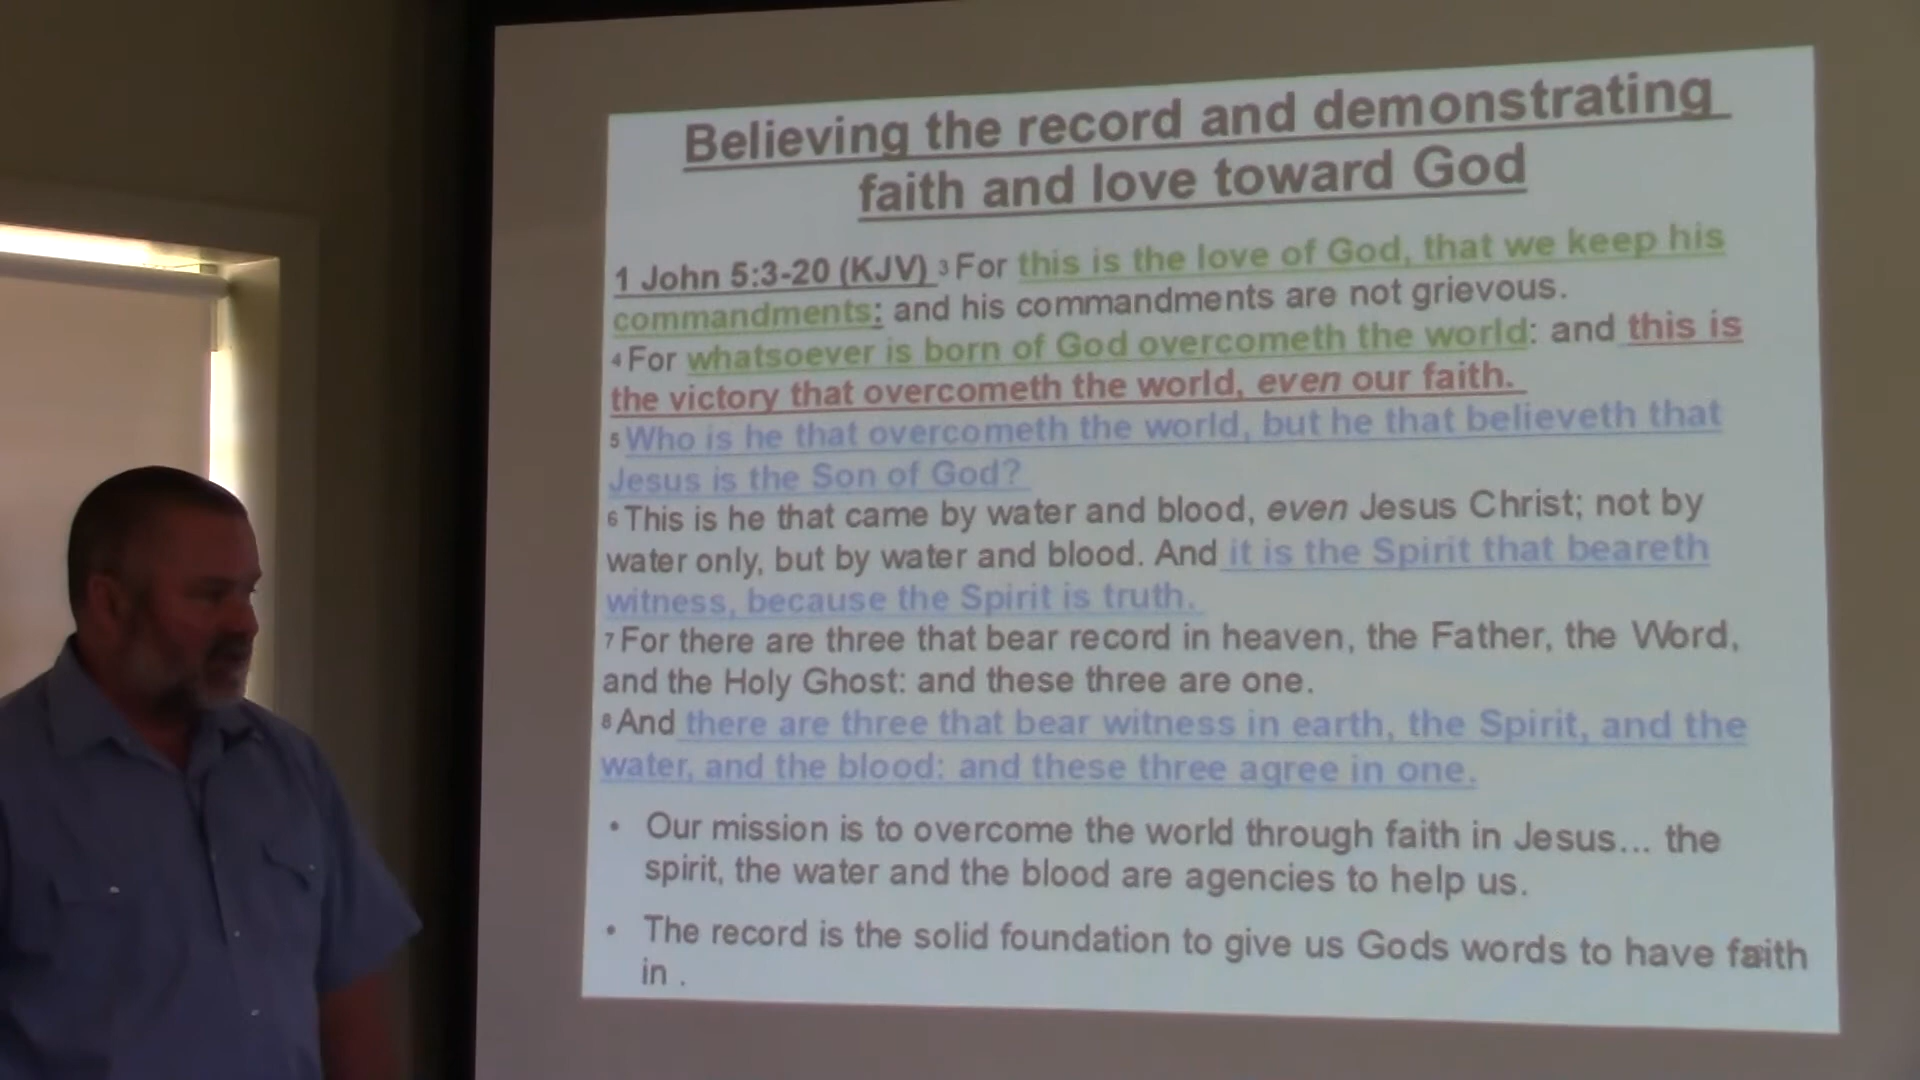 Believing the record and demonstrating
faith and love toward God
1 John 5:3-20 (KJV) 3 For this is the love of God, that we keep his
commandments: and his commandments are not grievous.
4 For whatsoever is born of God overcometh the world: and this is
the victory that overcometh the world, even our faith.
5 Who is he that overcometh the world, but he that believeth that
Jesus is the Son of God?
6 This is he that came by water and blood, even Jesus Christ; not by
water only, but by water and blood. And it is the Spirit that beareth
witness, because the Spirit is truth.
7 For there are three that bear record in heaven, the Father, the Word,
and the Holy Ghost: and these three are one.
8 And there are three that bear witness in earth, the Spirit, and the
water, and the blood: and these three agree in one.
• Our mission is to overcome the world through faith in Jesus... the
spirit, the water and the blood are agencies to help us.
• The record is the solid foundation to give us Gods words to have faith
in .